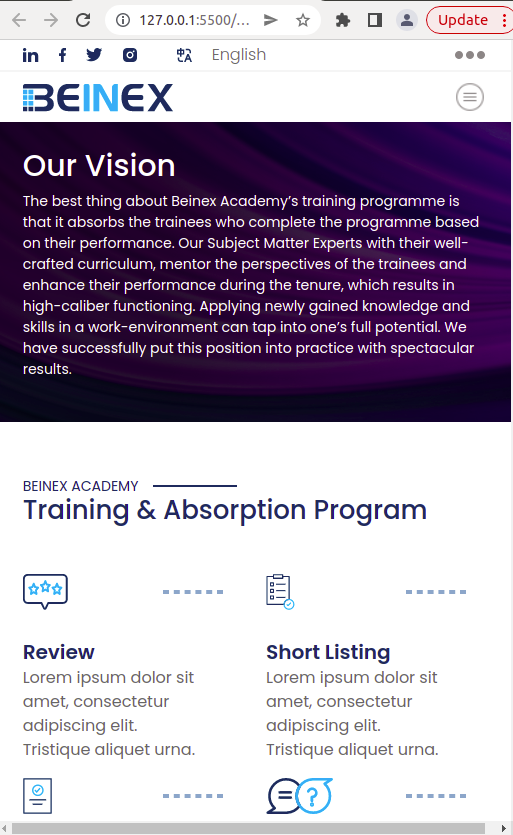 127.0.0.1:5500/... Update
English
BEINEX
Our Vision
The best thing about Beinex Academy’s training programme is
that it absorbs the trainees who complete the programme based
on their performance. Our Subject Matter Experts with their well-
crafted curriculum, mentor the perspectives of the trainees and
enhance their performance during the tenure, which results in
high-caliber functioning. Applying newly gained knowledge and
skills in a work-environment can tap into one’s full potential. We
have successfully put this position into practice with spectacular
results.
BEINEX ACADEMY
Training & Absorption Program
Review Short Listing
Lorem ipsum dolor sit Lorem ipsum dolor sit
amet, consectetur amet, consectetur
adipiscing elit. adipiscing elit.
Tristique aliquet urna. Tristique aliquet urna.